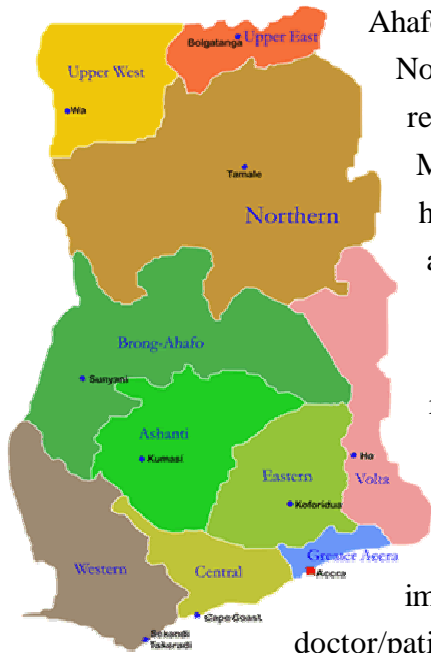 Ahafo
Bolgatanga
Upper East
Upper West
No
Wa
re
Tamale
M
Northern
h
Brong-Ahafo
Sunyani
Ashanti
Kumasi
Ho
Eastern
Volta
Koforidua
Greater Accra
Western
Central
Accra
im
Cape Coast
Sekondi
Takoradi
doctor/pati